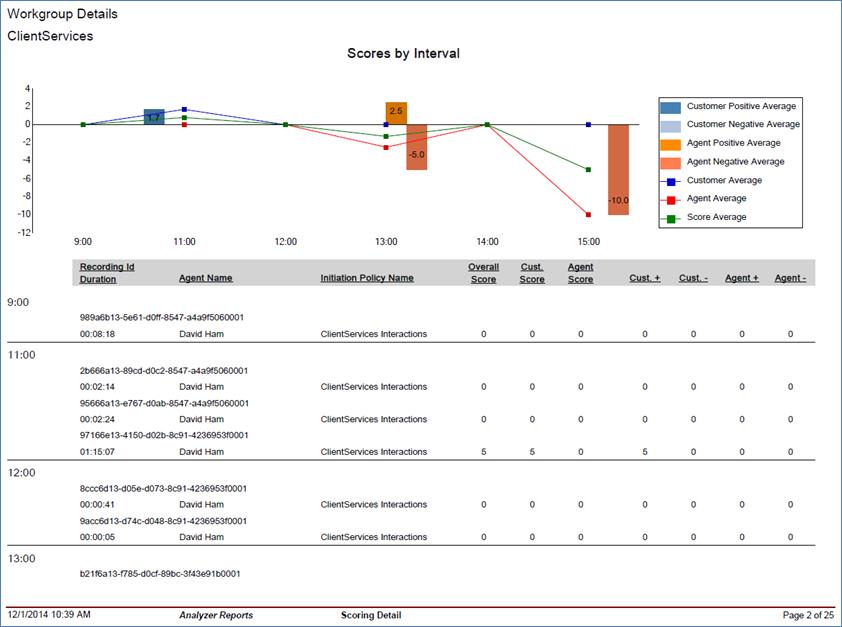 Workgroup Details
ClientServices
Scores by Interval
4
2
0
-2
-4
-6
-8
-10
-12
1.7
2.5
-5.0
-10.0
9:00 11:00 12:00 13:00 14:00 15:00
Customer Positive Average
Customer Negative Average
Agent Positive Average
Agent Negative Average
Customer Average
Agent Average
Score Average
Recording Id Overall Cust. Agent
Duration Agent Name Initiation Policy Name Score Score Score Cust. + Cust. - Agent + Agent -
9:00
989a6b13-5e61-d0ff-8547-a4a9f5060001
00:08:18 David Ham ClientServices Interactions 0 0 0 0 0 0 0
11:00
2b666a13-89cd-d0c2-8547-a4a9f5060001
00:02:14 David Ham ClientServices Interactions 0 0 0 0 0 0 0
95666a13-e767-d0ab-8547-a4a9f5060001
00:02:24 David Ham ClientServices Interactions 0 0 0 0 0 0 0
97166e13-4150-d02b-8c91-4236953f0001
01:15:07 David Ham ClientServices Interactions 5 5 0 5 0 0 0
12:00
8ccc6d13-d05e-d073-8c91-4236953f0001
00:00:41 David Ham ClientServices Interactions 0 0 0 0 0 0 0
9acc6d13-d74c-d048-8c91-4236953f0001
00:00:05 David Ham ClientServices Interactions 0 0 0 0 0 0 0
13:00
b21f6a13-f785-d0cf-89bc-3f43e91b0001
12/1/2014 10:39 AM Analyzer Reports Scoring Detail Page 2 of 25